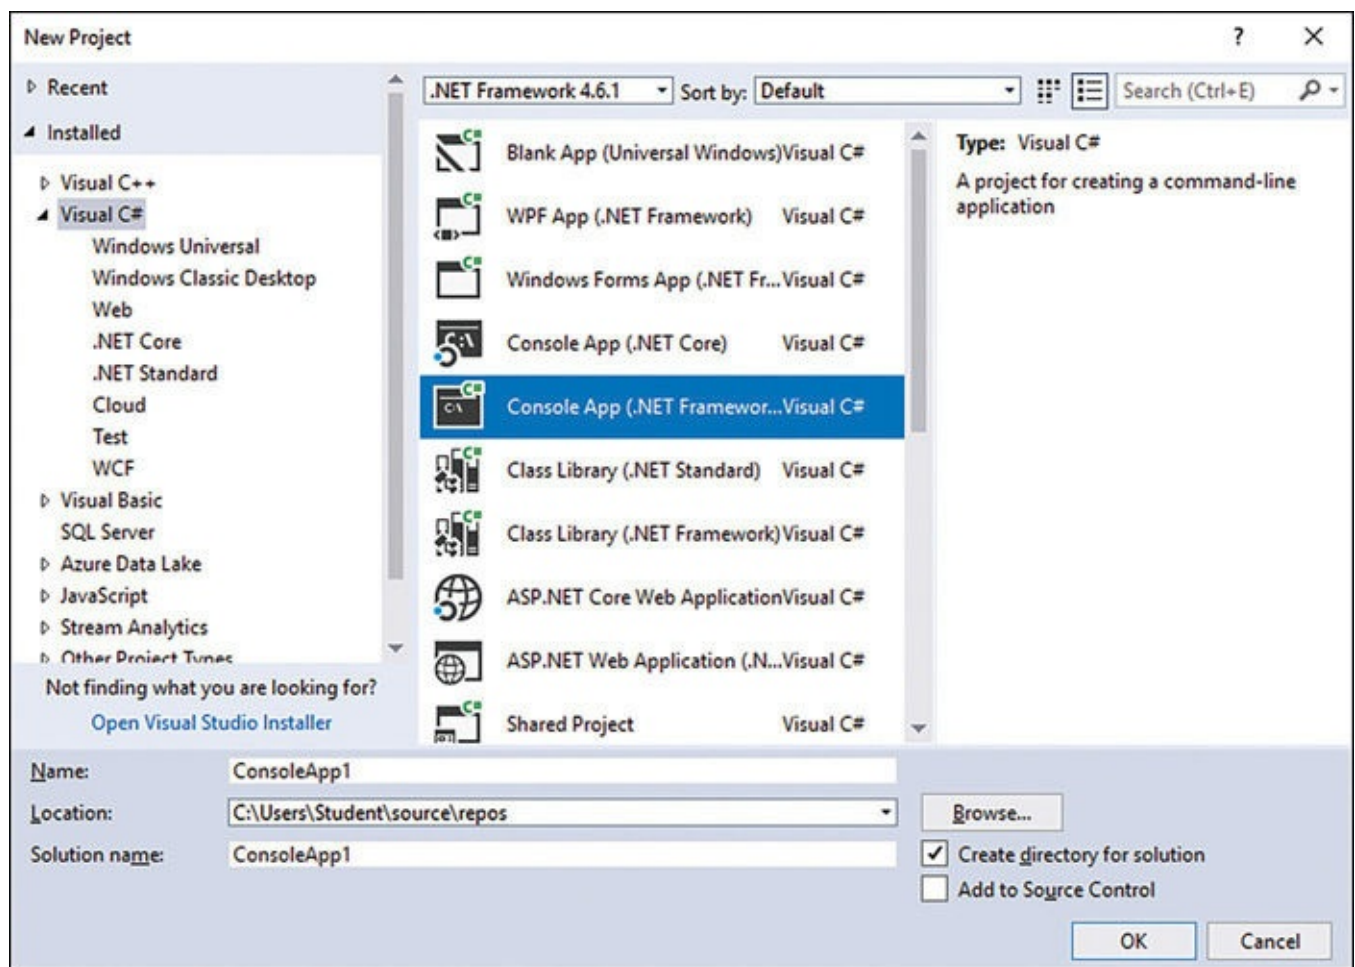 New Project
? ×
Recent
Installed
Visual C++
Visual C#
Windows Universal
Windows Classic Desktop
Web
.NET Core
.NET Standard
Cloud
Test
WCF
Visual Basic
SQL Server
Azure Data Lake
JavaScript
Stream Analytics
Other Project Types
Not finding what you are looking for?
Open Visual Studio Installer
.NET Framework 4.6.1 Sort by: Default
Search (Ctrl+E)
Blank App (Universal Windows) Visual C#
WPF App (.NET Framework) Visual C#
Windows Forms App (.NET Fr... Visual C#
Console App (.NET Core) Visual C#
Console App (.NET Framewor... Visual C#
Class Library (.NET Standard) Visual C#
Class Library (.NET Framework) Visual C#
ASP.NET Core Web Application Visual C#
ASP.NET Web Application (.N... Visual C#
Shared Project Visual C#
Type: Visual C#
A project for creating a command-line
application
Name: ConsoleApp1
Location: C:\Users\Student\source\repos
Browse...
Solution name: ConsoleApp1
Create directory for solution
Add to Source Control
OK Cancel